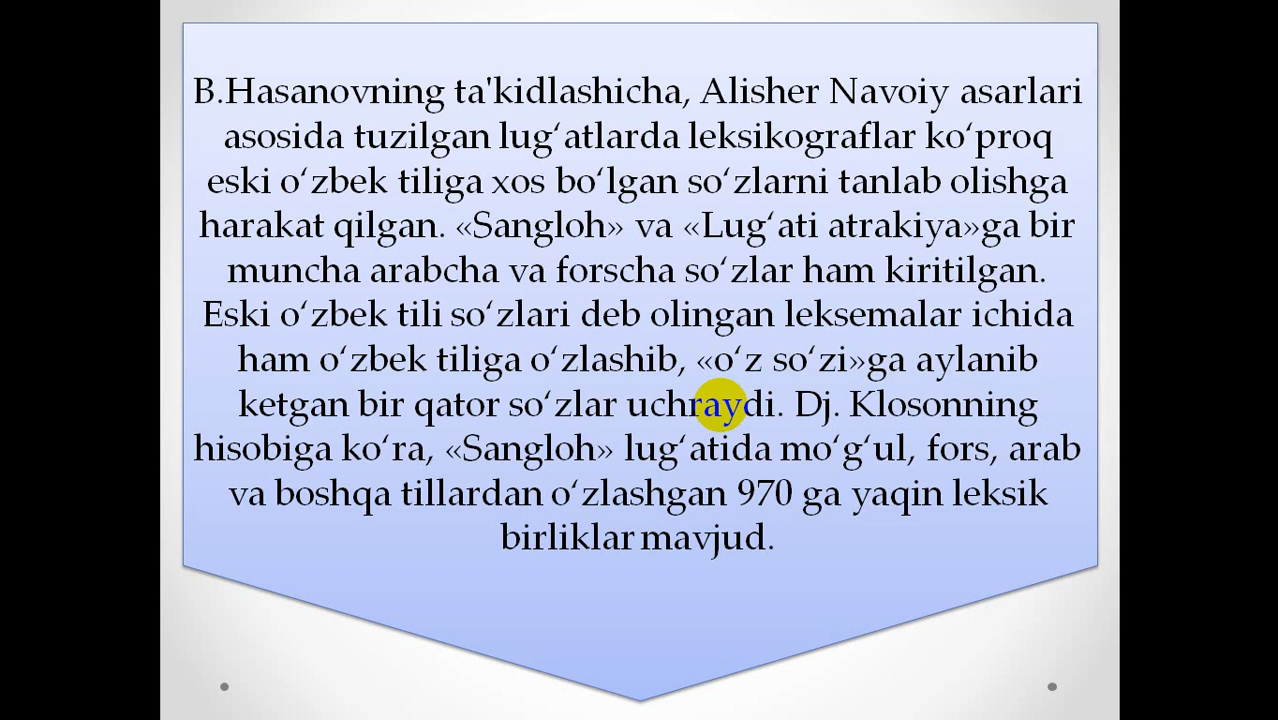 B.Hasanovning ta'kidlashicha, Alisher Navoiy asarlari
asosida tuzilgan lug‘atlarda leksikograflar ko‘proq
eski o‘zbek tiliga xos bo‘lgan so‘zlarni tanlab olishga
harakat qilgan. «Sangloh» va «Lug‘ati atrakiya»ga bir
muncha arabcha va forscha so‘zlar ham kiritilgan.
Eski o‘zbek tili so‘zlari deb olingan leksemalar ichida
ham o‘zbek tiliga o‘zlashib, «o‘z so‘zi»ga aylanib
ketgan bir qator so‘zlar uchraydi. Dj. Klosonning
hisobiga ko‘ra, «Sangloh» lug‘atida mo‘g‘ul, fors, arab
va boshqa tillardan o‘zlashgan 970 ga yaqin leksik
birliklar mavjud.